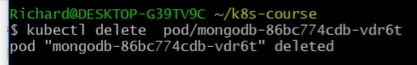 Richard@DESKTOP-G39TV9C ~/k8s-course
$ kubectl delete  pod/mongodb-86bc774cdb-vdr6t
pod "mongodb-86bc774cdb-vdr6t" deleted